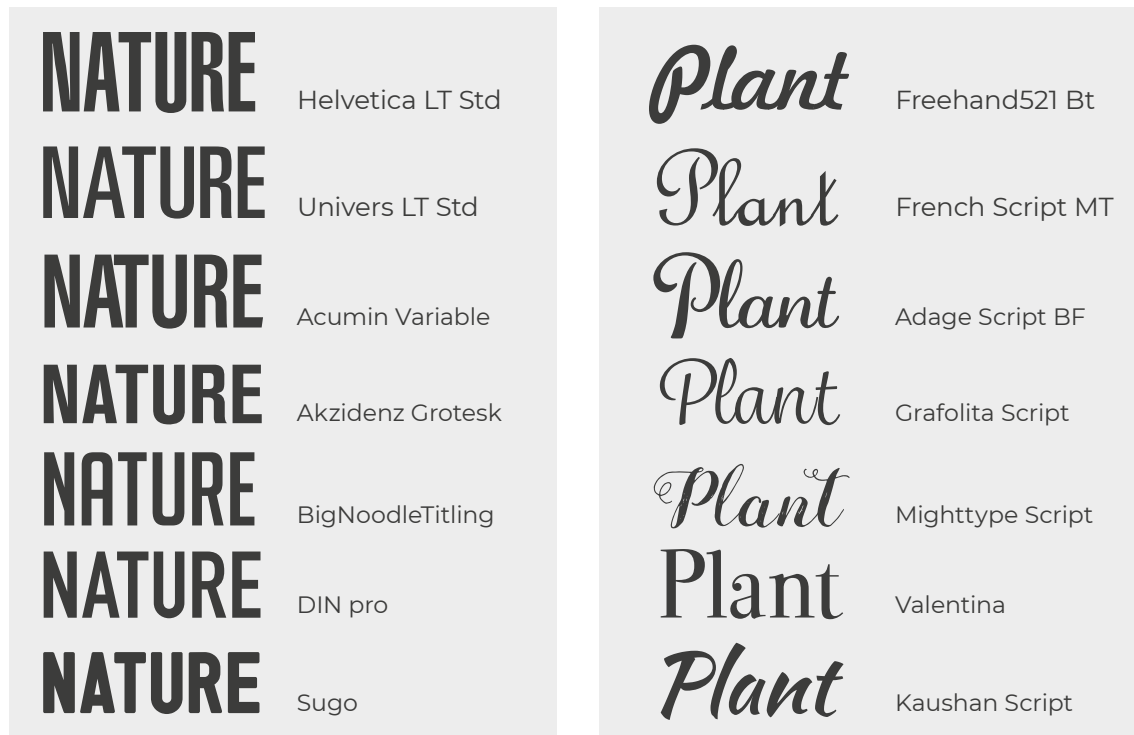 NATURE Helvetica LT Std
NATURE Univers LT Std
NATURE Acumin Variable
NATURE Akzidenz Grotesk
NATURE BigNoodleTitling
NATURE DIN pro
NATURE Sugo
Plant Freehand521 Bt
Plant French Script MT
Plant Adage Script BF
Plant Grafolita Script
Plant Mighttype Script
Plant Valentina
Plant Kaushan Script